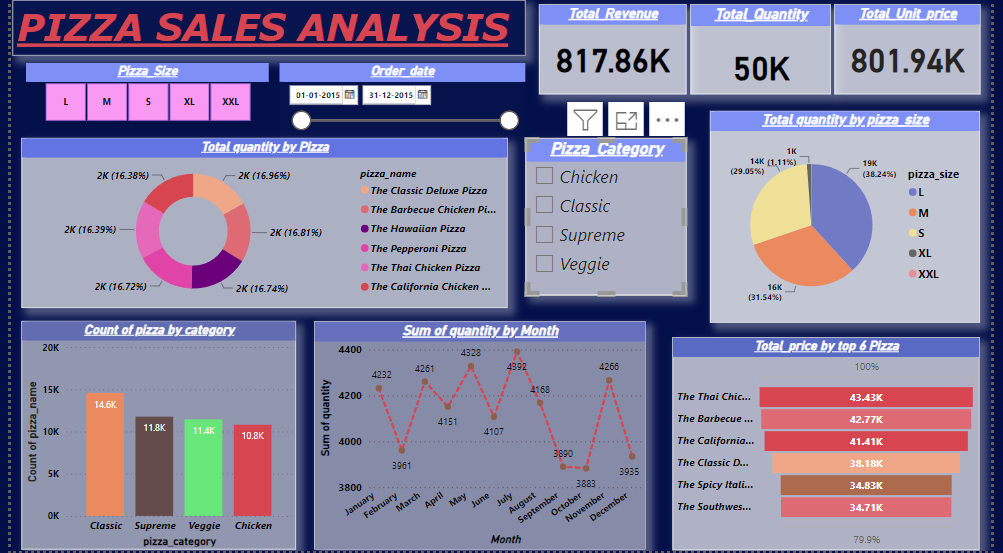 PIZZA SALES ANALYSIS
Total_Revenue
817.86K
Total_Quantity
50K
Total_Unit_price
801.94K
Pizza_Size
L M S XL XXL
Order_date
01-01-2015 31-12-2015
Total quantity by Pizza
2K (16.38%)
2K (16.96%)
2K (16.39%)
2K (16.81%)
2K (16.72%)
2K (16.74%)
pizza_name
The Classic Deluxe Pizza
The Barbecue Chicken Pi...
The Hawaiian Pizza
The Pepperoni Pizza
The Thai Chicken Pizza
The California Chicken ...
Pizza_Category
Chicken
Classic
Supreme
Veggie
Total quantity by pizza_size
1K
(1.11%)
14K
(29.05%)
19K
(38.24%)
16K
(31.54%)
pizza_size
L
M
S
XL
XXL
Count of pizza by category
Count of pizza_name
20K
15K
10K
5K
0K
14.6K
11.8K
11.4K
10.8K
Classic Supreme Veggie Chicken
pizza_category
Sum of quantity by Month
Sum of quantity
4400
4200
4000
3800
4232
3961
4261
4151
4328
4107
4392
4168
3890
3883
4266
3935
January February March April May June July August September October November December
Month
Total_price by top 6 Pizza
100%
The Thai Chic... 43.43K
The Barbecue ... 42.77K
The California... 41.41K
The Classic D... 38.18K
The Spicy Itali... 34.83K
The Southwes... 34.71K
79.9%